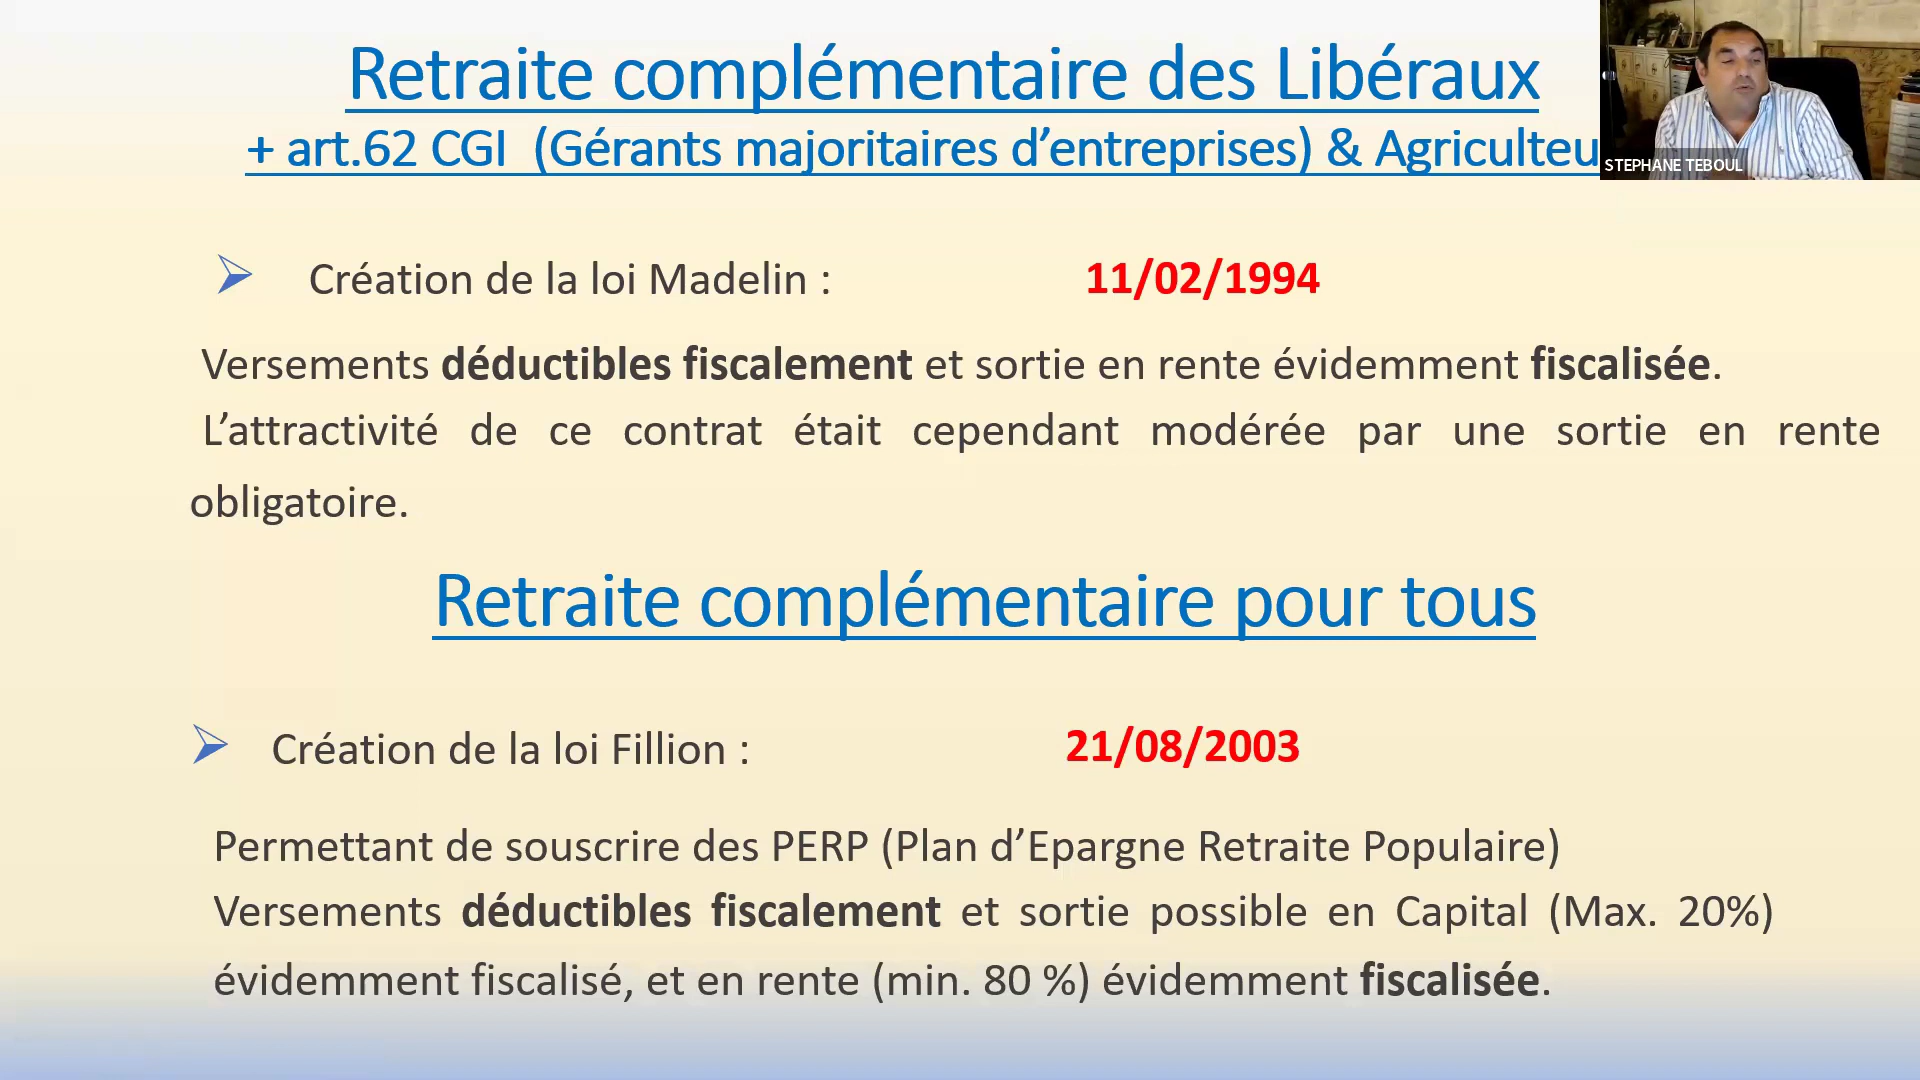 Retraite complémentaire des Libéraux
+ art.62 CGI (Gérants majoritaires d’entreprises) & Agriculteu
STEPHANE TEBOUL
Création de la loi Madelin : 11/02/1994
Versements déductibles fiscalement et sortie en rente évidemment fiscalisée.
L’attractivité de ce contrat était cependant modérée par une sortie en rente
obligatoire.
Retraite complémentaire pour tous
Création de la loi Fillion : 21/08/2003
Permettant de souscrire des PERP (Plan d’Epargne Retraite Populaire)
Versements déductibles fiscalement et sortie possible en Capital (Max. 20%)
évidemment fiscalisé, et en rente (min. 80 %) évidemment fiscalisée.